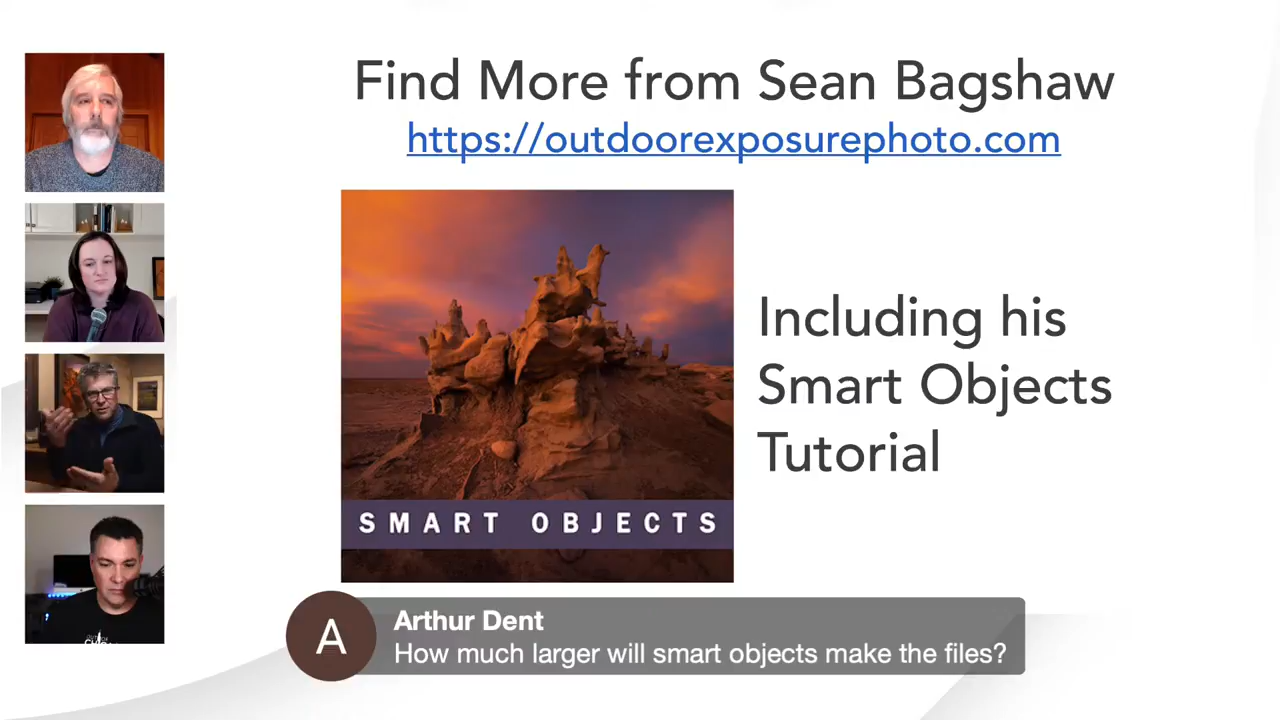 Find More from Sean Bagshaw
https://outdoorexposurephoto.com
Including his
Smart Objects
Tutorial
SMART OBJECTS
A
Arthur Dent
How much larger will smart objects make the files?